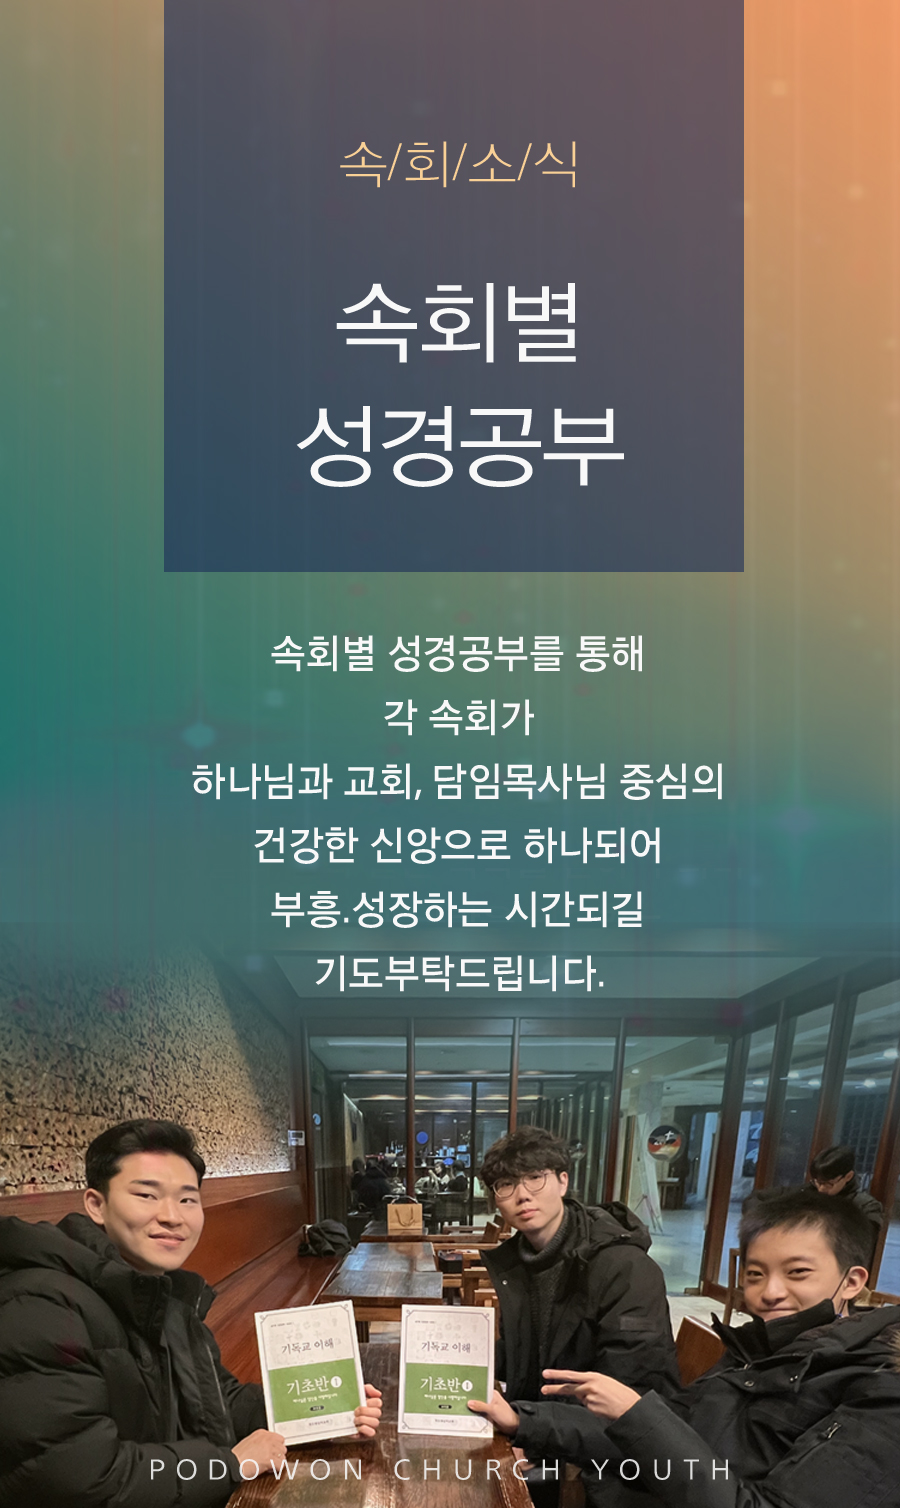 속/회/소/식
속회별
성경공부
속회별 성경공부를 통해
각 속회가
하나님과 교회, 담임목사님 중심의
건강한 신앙으로 하나되어
부흥.성장하는 시간되길
기도부탁드립니다.
기독교 이해
기초반 1
기독교 이해
기초반 1
PODOWON CHURCH YOUTH